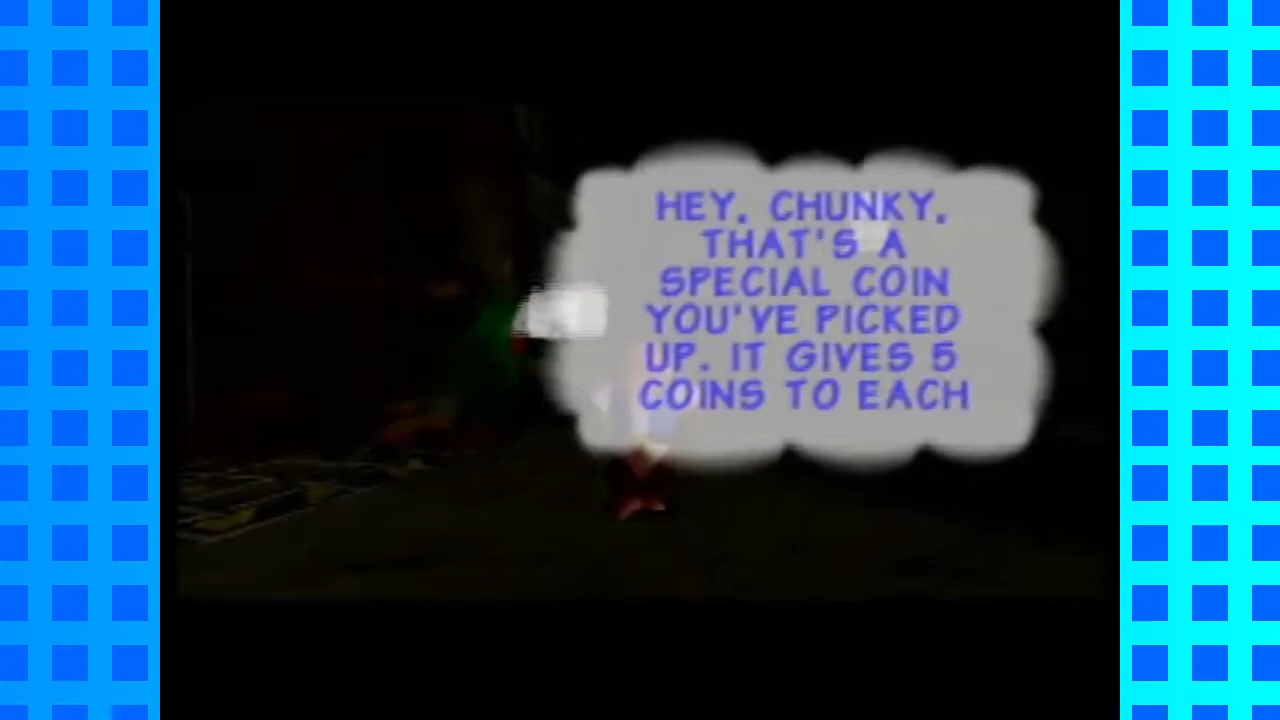 HEY, CHUNKY,
THAT'S A
SPECIAL COIN
YOU'VE PICKED
UP. IT GIVES 5
COINS TO EACH